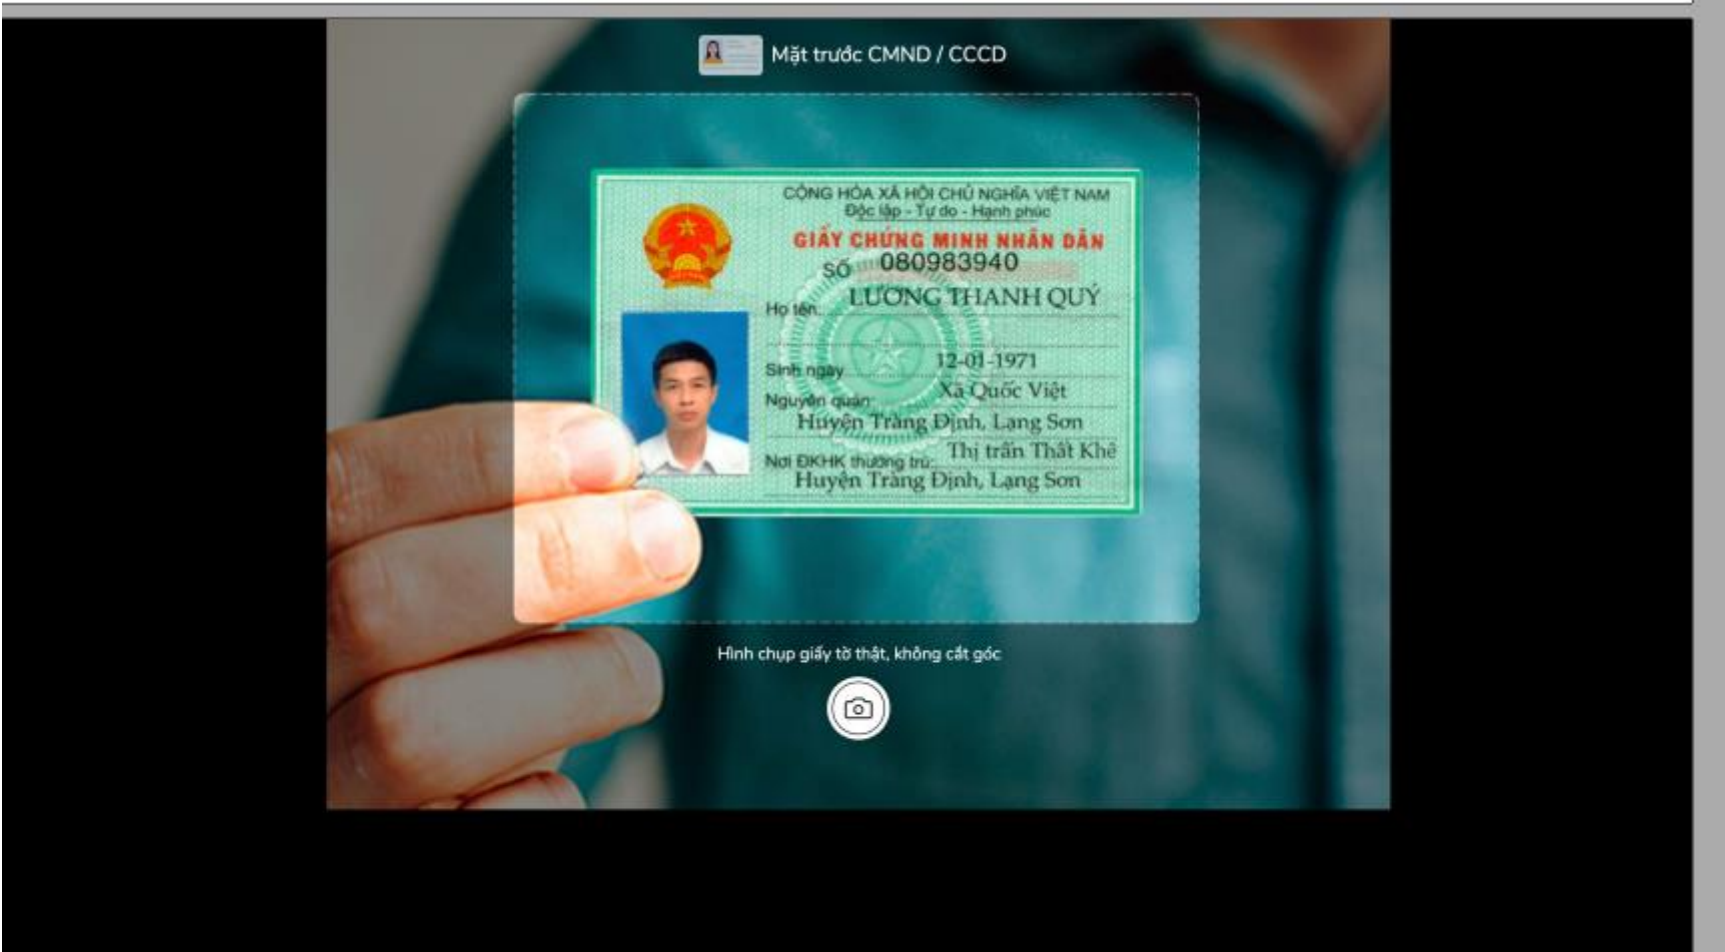 Mặt trước CMND / CCCD
CỘNG HÒA XÃ HỘI CHỦ NGHĨA VIỆT NAM
Độc lập - Tự do - Hạnh phúc
GIẤY CHỨNG MINH NHÂN DÂN
SỐ 080983940
Họ tên: LƯƠNG THANH QUÝ
Sinh ngày 12-01-1971
Nguyên quán: Xã Quốc Việt
Huyện Tràng Định, Lạng Sơn
Nơi ĐKHK thường trú: Thị trấn Thất Khê
Huyện Tràng Định, Lạng Sơn
Hình chụp giấy tờ thật, không cắt góc